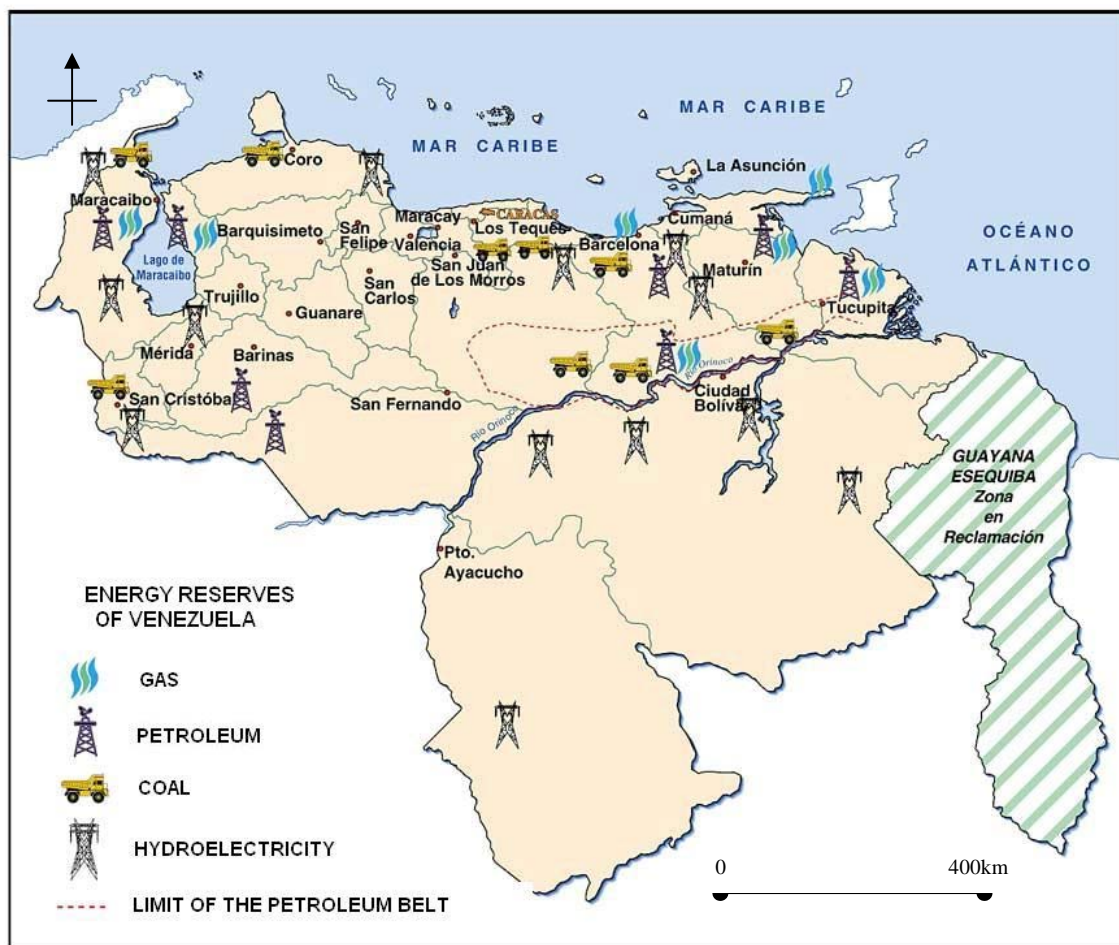 MAR CARIBE
MAR CARIBE
OCÉANO
ATLÁNTICO
Coro
La Asunción
Maracaibo
Maracay
CARACAS
Los Teques
Cumaná
Barquisimeto
San
Felipe
Valencia
Barcelona
Lago de
Maracaibo
San Juan
de Los Morros
Maturín
Trujillo
San
Carlos
Tucupita
Guanare
Mérida
Barinas
Río Orinoco
San Cristóba
San Fernando
Ciudad
Bolíva
Río Orinoco
GUAYANA
ESEQUIBA
Zona
en
Reclamación
Pto.
Ayacucho
ENERGY RESERVES
OF VENEZUELA
GAS
PETROLEUM
COAL
HYDROELECTRICITY
LIMIT OF THE PETROLEUM BELT
0 400km